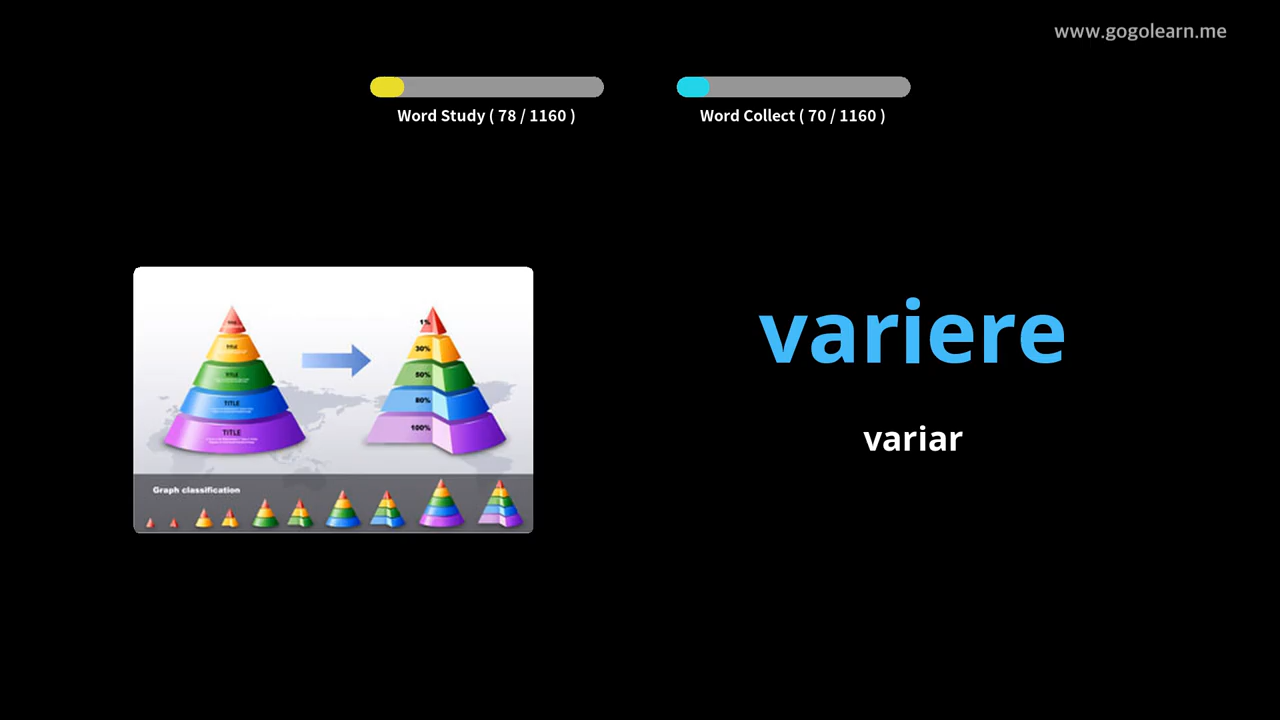 www.gogolearn.me
Word Study ( 78 / 1160 )
Word Collect ( 70 / 1160 )
variere
variar
TITLE
TITLE
TITLE
TITLE
1%
30%
50%
80%
100%
Graph classification